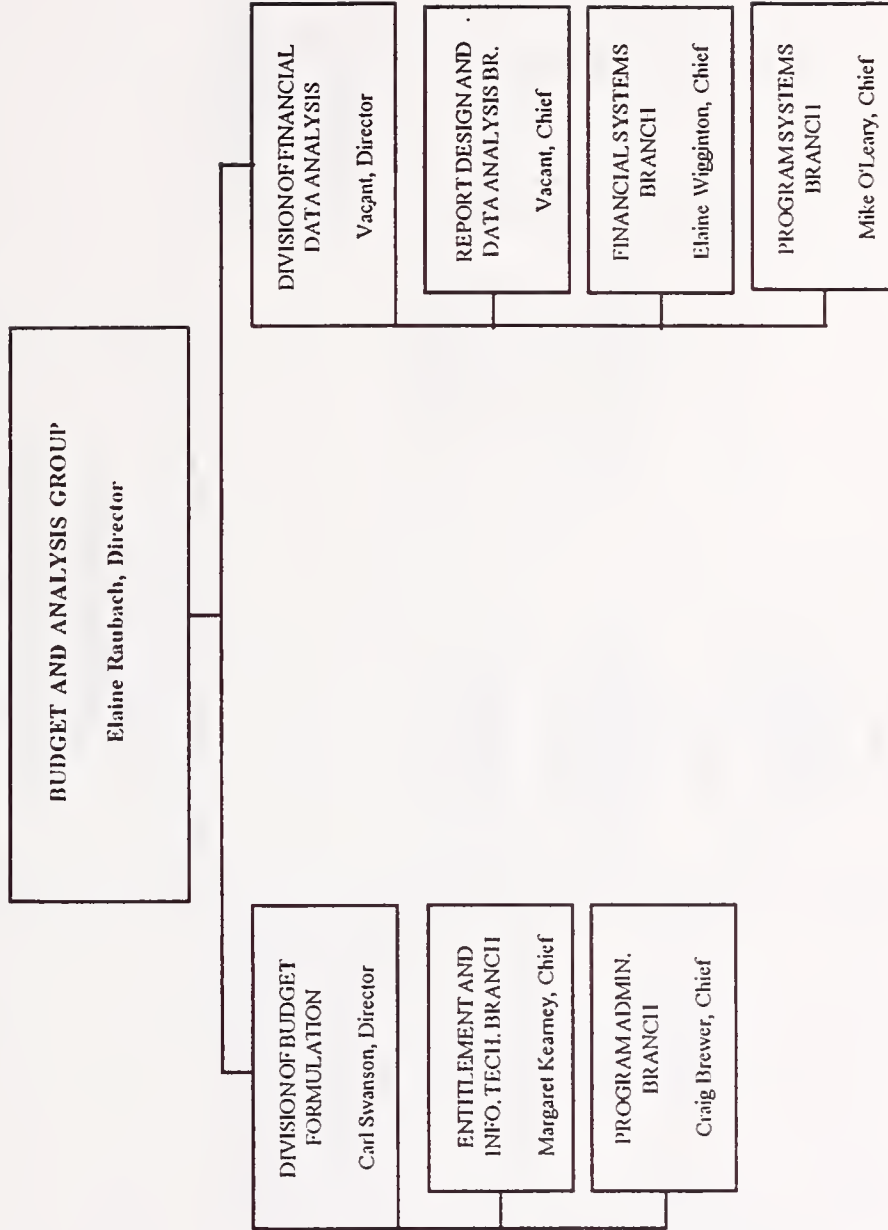 BUDGET AND ANALYSIS GROUP
Elaine Raubach, Director
DIVISION OF BUDGET
FORMULATION
Carl Swanson, Director
ENTITLEMENT AND
INFO. TECH. BRANCH
Margaret Kearney, Chief
PROGRAM ADMIN.
BRANCH
Craig Brewer, Chief
DIVISION OF FINANCIAL
DATA ANALYSIS
Vacant, Director
REPORT DESIGN AND
DATA ANALYSIS BR.
Vacant, Chief
FINANCIAL SYSTEMS
BRANCH
Elaine Wigginton, Chief
PROGRAM SYSTEMS
BRANCH
Mike O'Leary, Chief